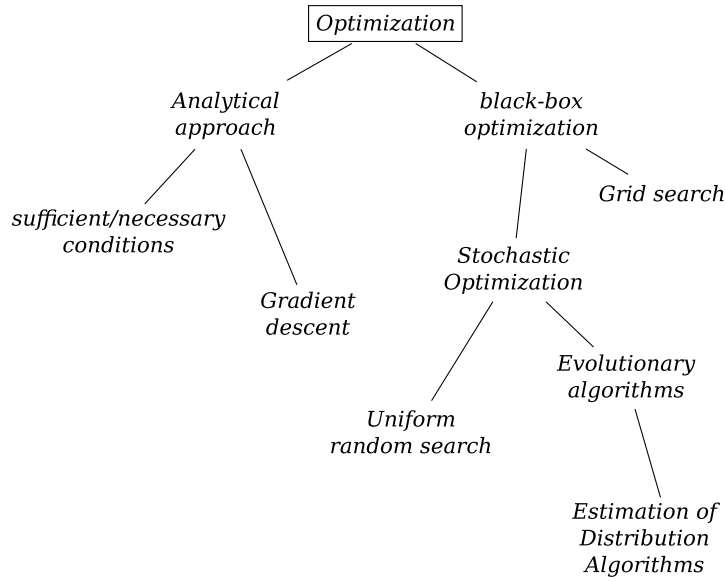 Optimization
Analytical
approach
black-box
optimization
sufficient/necessary
conditions
Grid search
Gradient
descent
Stochastic
Optimization
Uniform
random search
Evolutionary
algorithms
Estimation of
Distribution
Algorithms